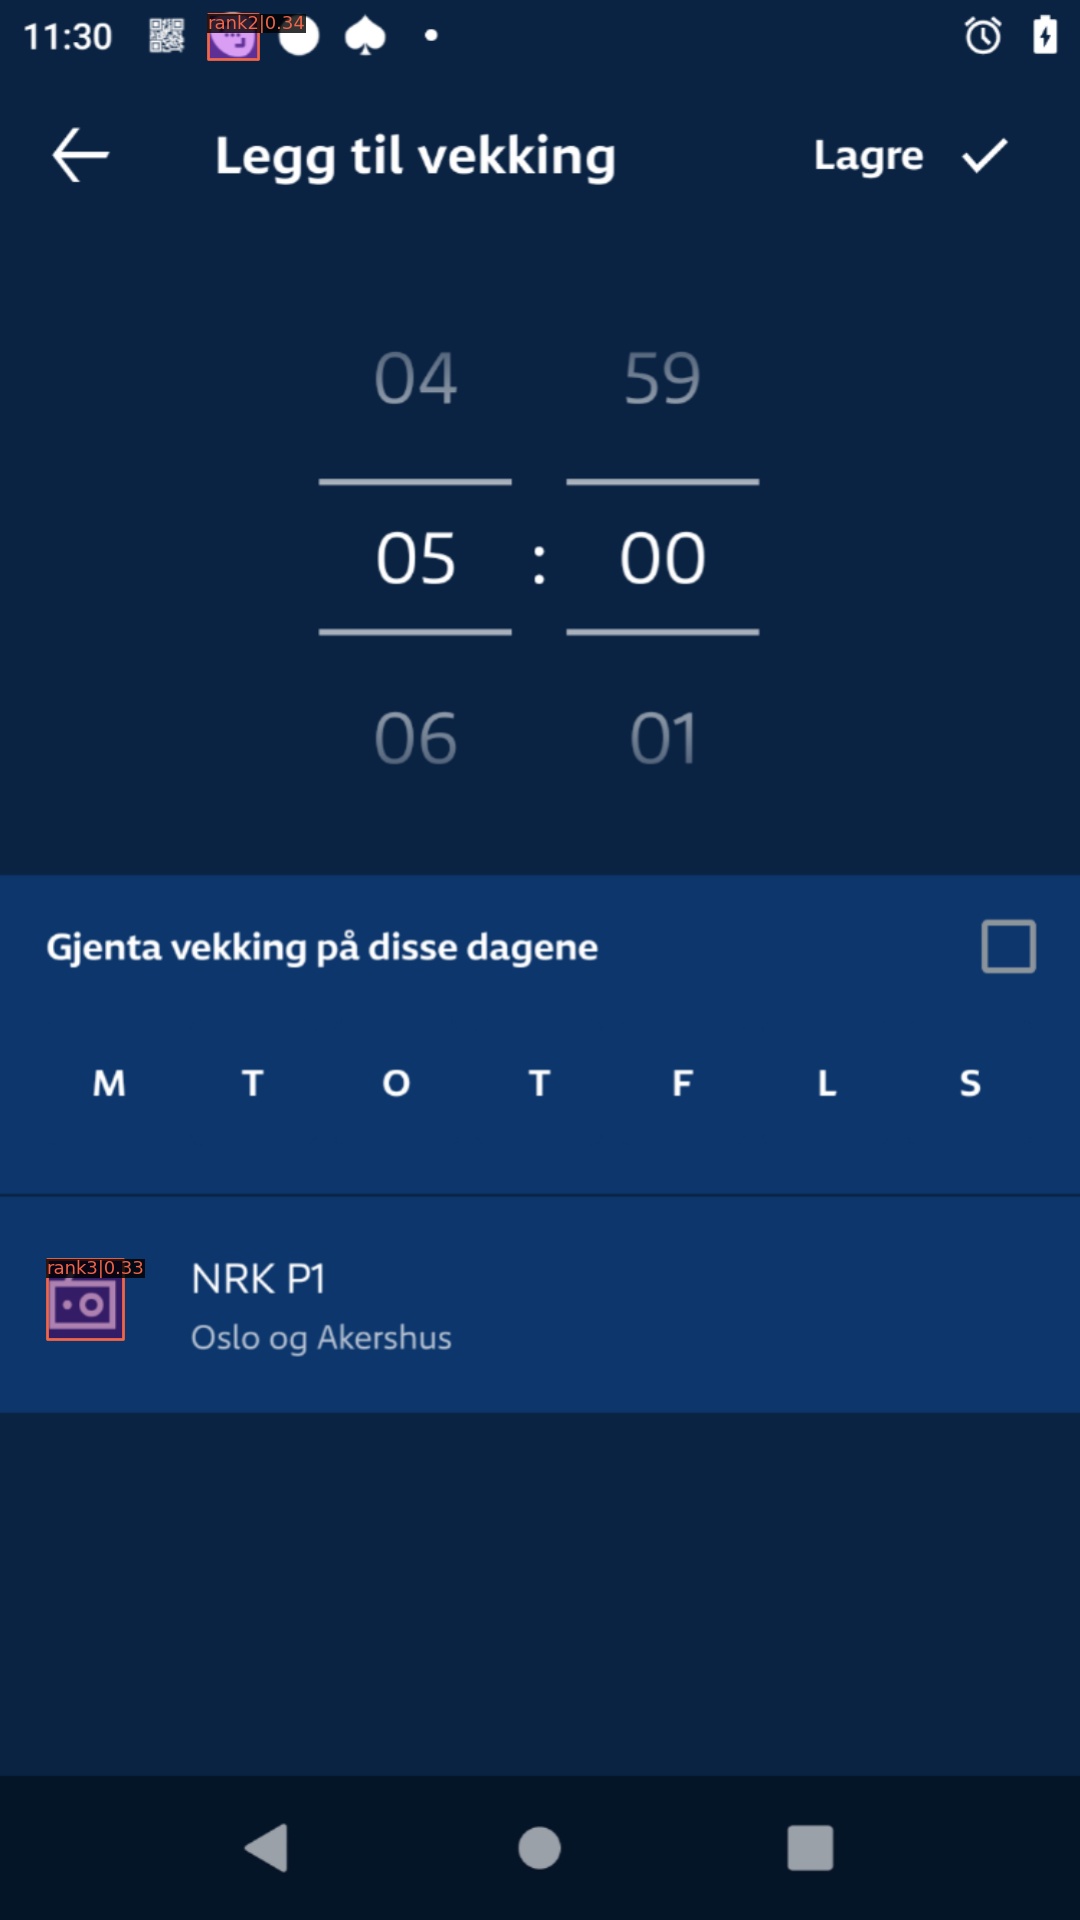 11:30
rank2|0.34
Legg til vekking
Lagre
04 59
05 : 00
06 01
Gjenta vekking på disse dagene
M T O T F L S
rank3|0.33
NRK P1
Oslo og Akershus